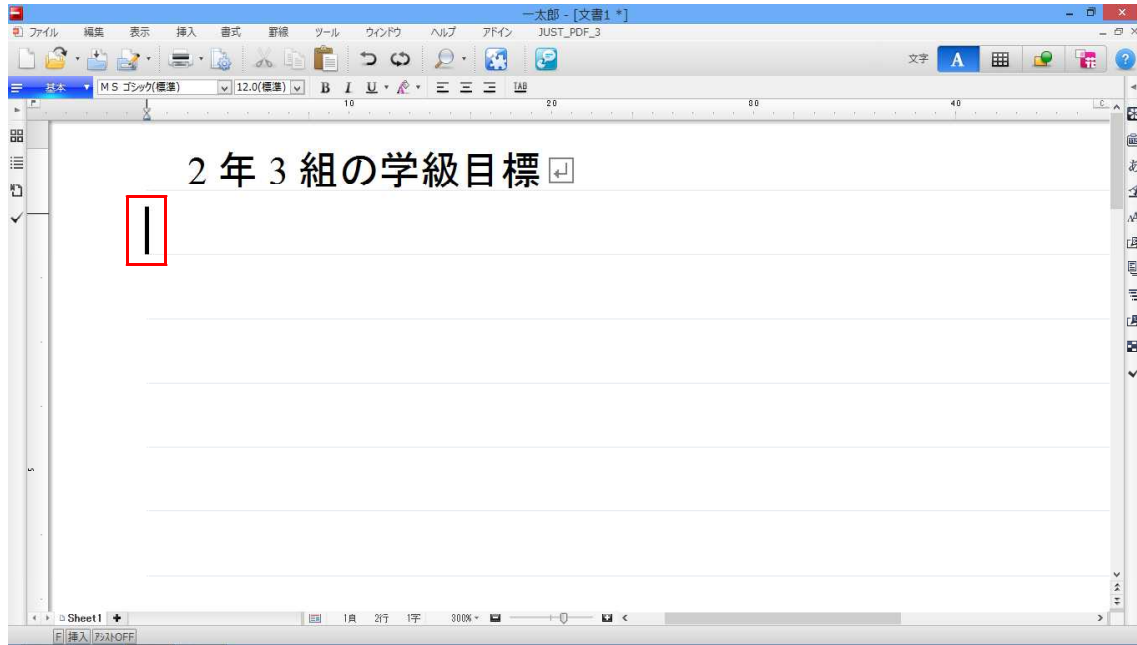 一太郎 - [文書1 *]
ファイル 編集 表示 挿入 書式 罫線 ツール ウィンドウ ヘルプ アドイン JUST_PDF_3
文字 A
基本 ＭＳ ゴシック(標準) 12.0(標準) B I U TAB
10 20 30 40
２年３組の学級目標
5
Sheet1 1頁 2行 1字 300%
F 挿入 ｱｼｽﾄOFF